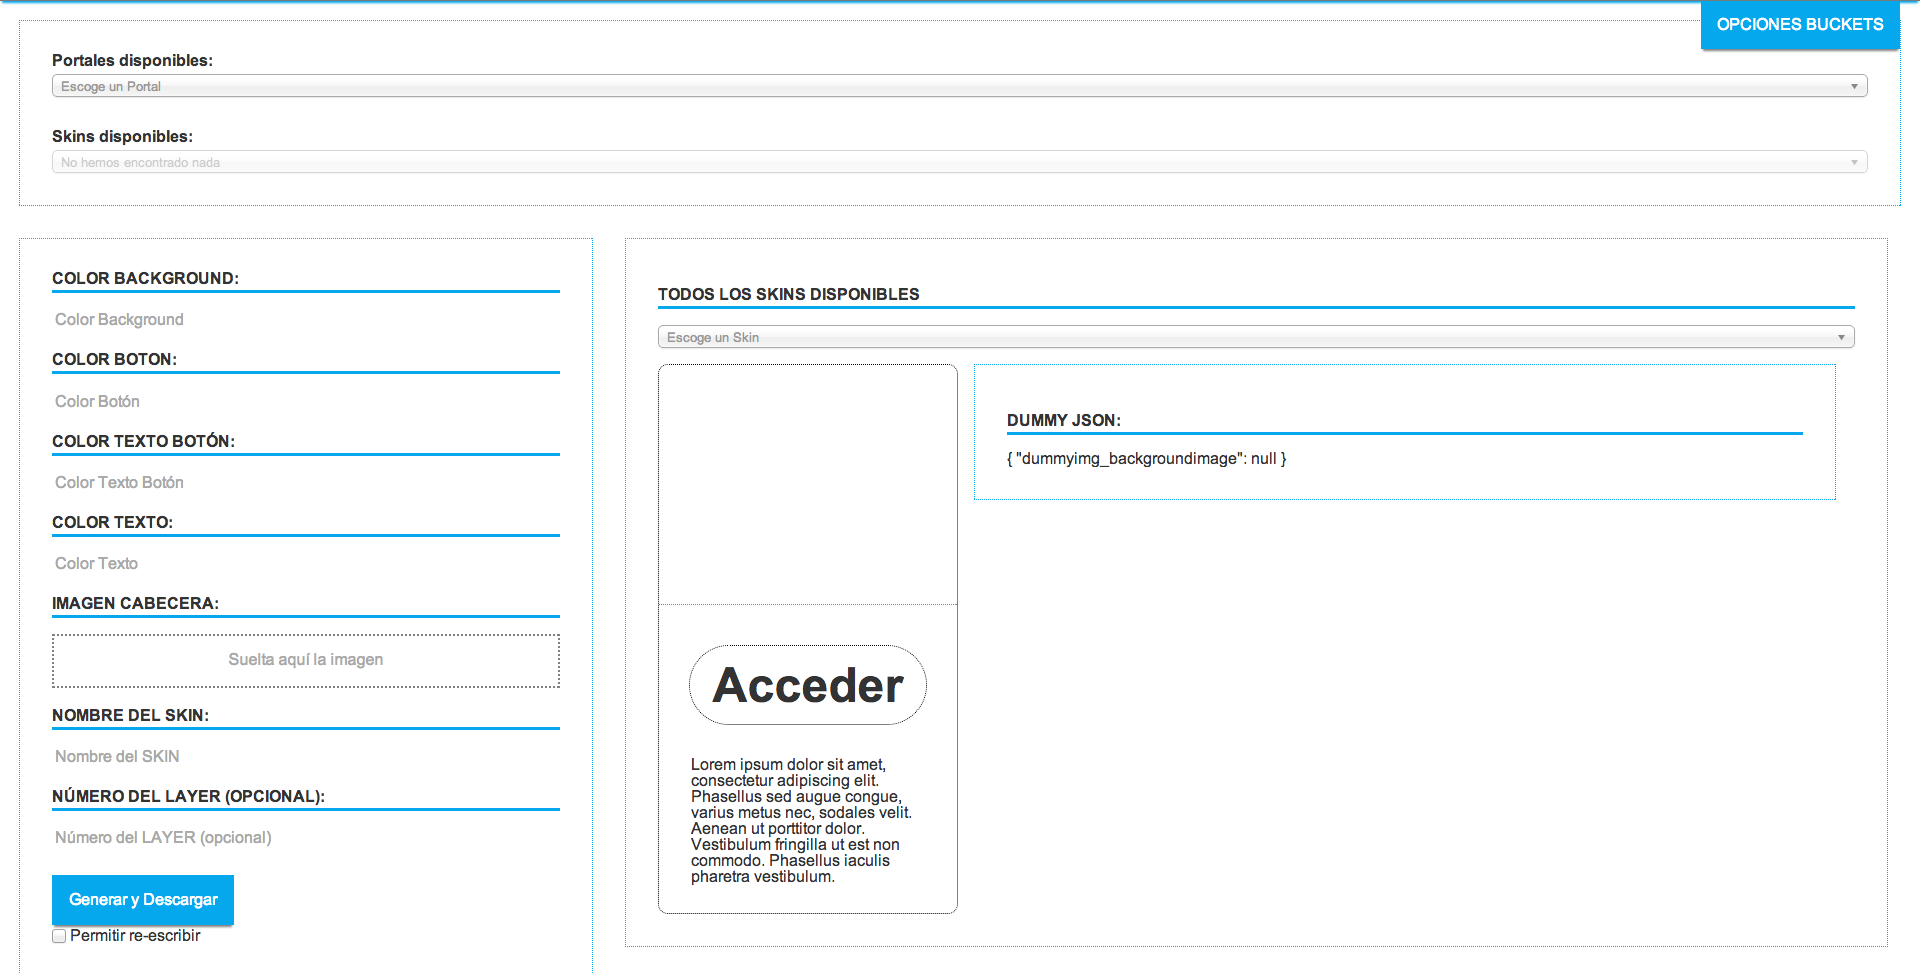 OPCIONES BUCKETS
Portales disponibles:
Escoge un Portal
Skins disponibles:
No hemos encontrado nada
COLOR BACKGROUND:
Color Background
COLOR BOTON:
Color Botón
COLOR TEXTO BOTÓN:
Color Texto Botón
COLOR TEXTO:
Color Texto
IMAGEN CABECERA:
Suelta aquí la imagen
NOMBRE DEL SKIN:
Nombre del SKIN
NÚMERO DEL LAYER (OPCIONAL):
Número del LAYER (opcional)
Generar y Descargar
Permitir re-escribir
TODOS LOS SKINS DISPONIBLES
Escoge un Skin
Acceder
Lorem ipsum dolor sit amet,
consectetur adipiscing elit.
Phasellus sed augue congue,
varius metus nec, sodales velit.
Aenean ut porttitor dolor.
Vestibulum fringilla ut est non
commodo. Phasellus iaculis
pharetra vestibulum.
DUMMY JSON:
{ "dummyimg_backgroundimage": null }